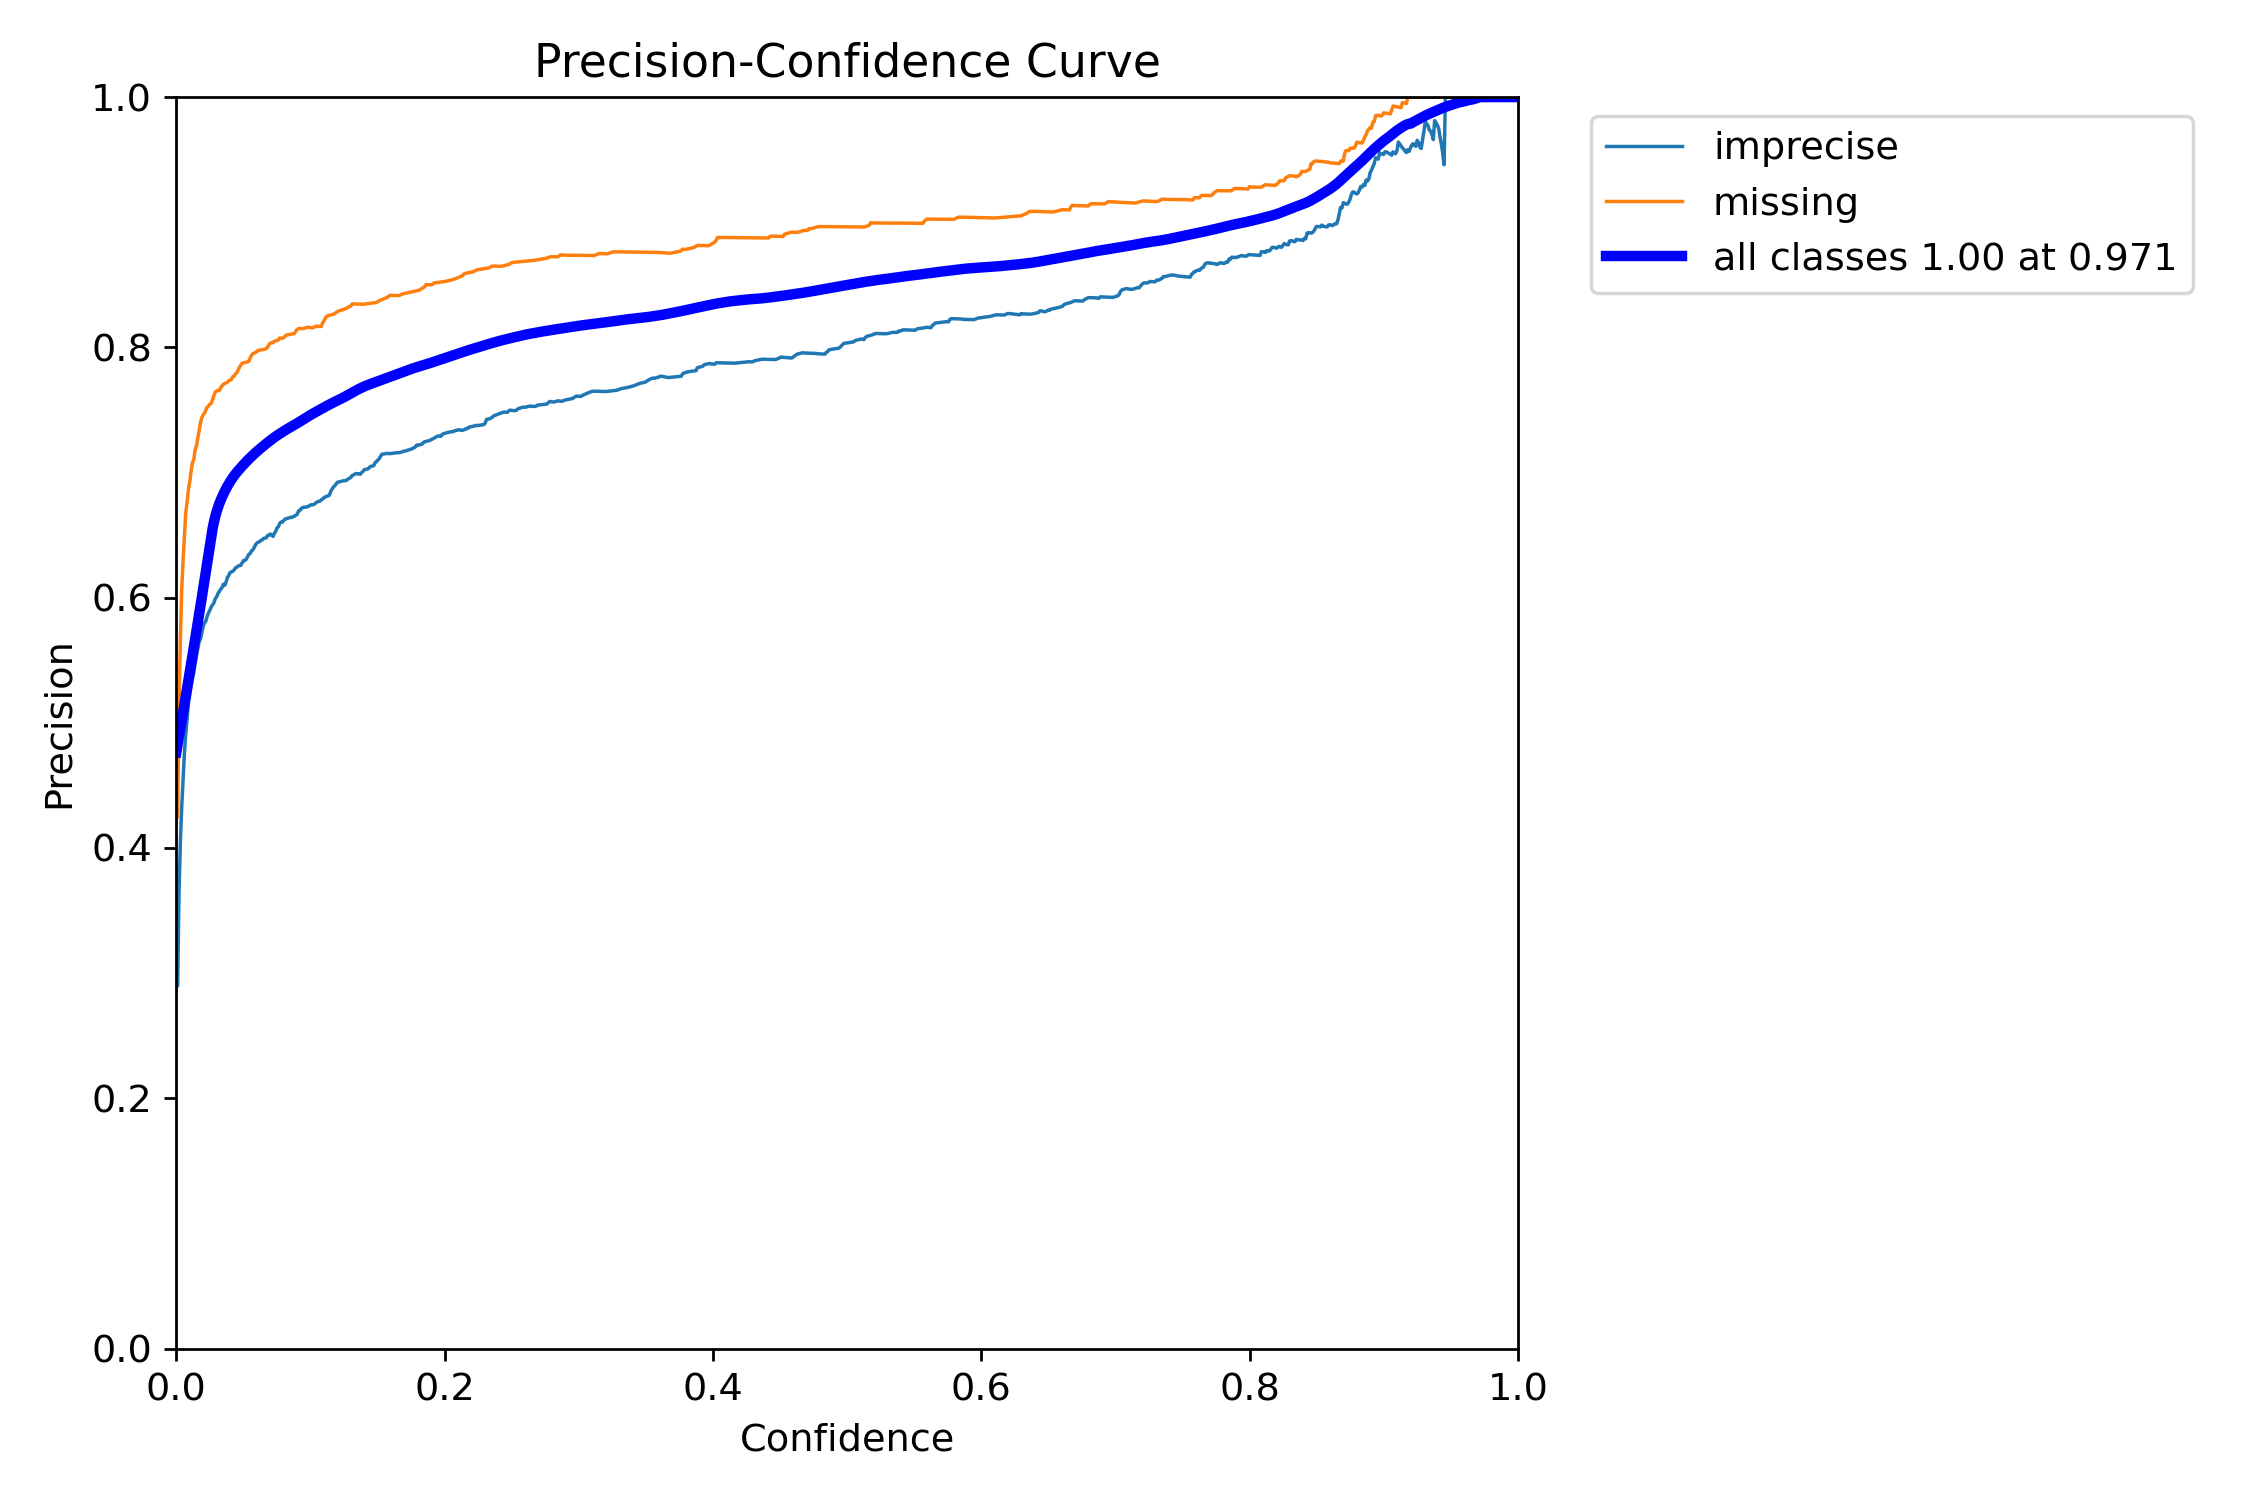 Precision-Confidence Curve
1.0
0.8
0.6
0.4
0.2
0.0
Precision
0.0 0.2 0.4 0.6 0.8 1.0
Confidence
imprecise
missing
all classes 1.00 at 0.971